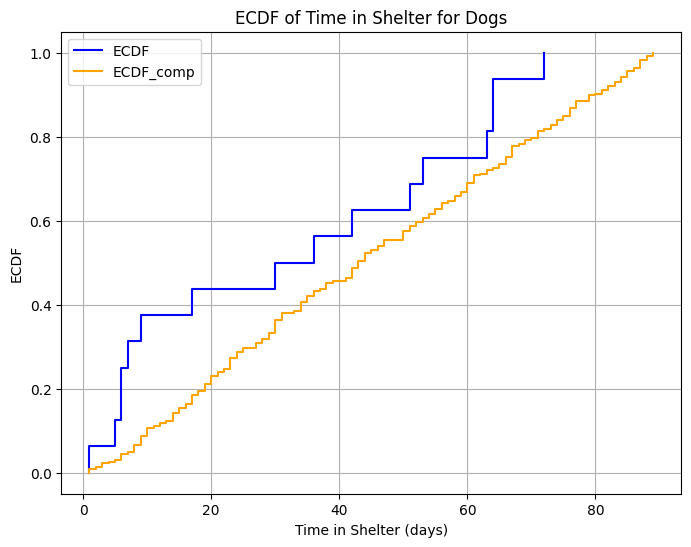 ECDF of Time in Shelter for Dogs
ECDF
ECDF_comp
1.0
0.8
0.6
0.4
0.2
0.0
ECDF
0
20
40
60
80
Time in Shelter (days)